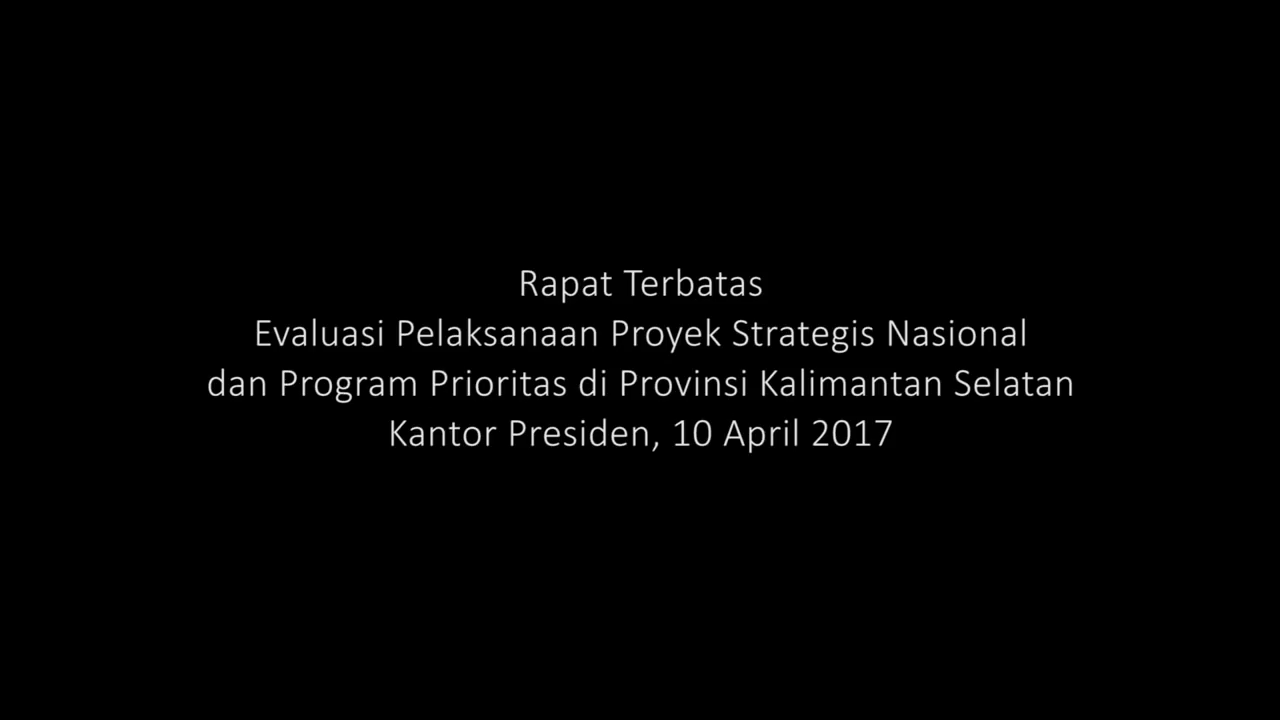 Rapat Terbatas
Evaluasi Pelaksanaan Proyek Strategis Nasional
dan Program Prioritas di Provinsi Kalimantan Selatan
Kantor Presiden, 10 April 2017